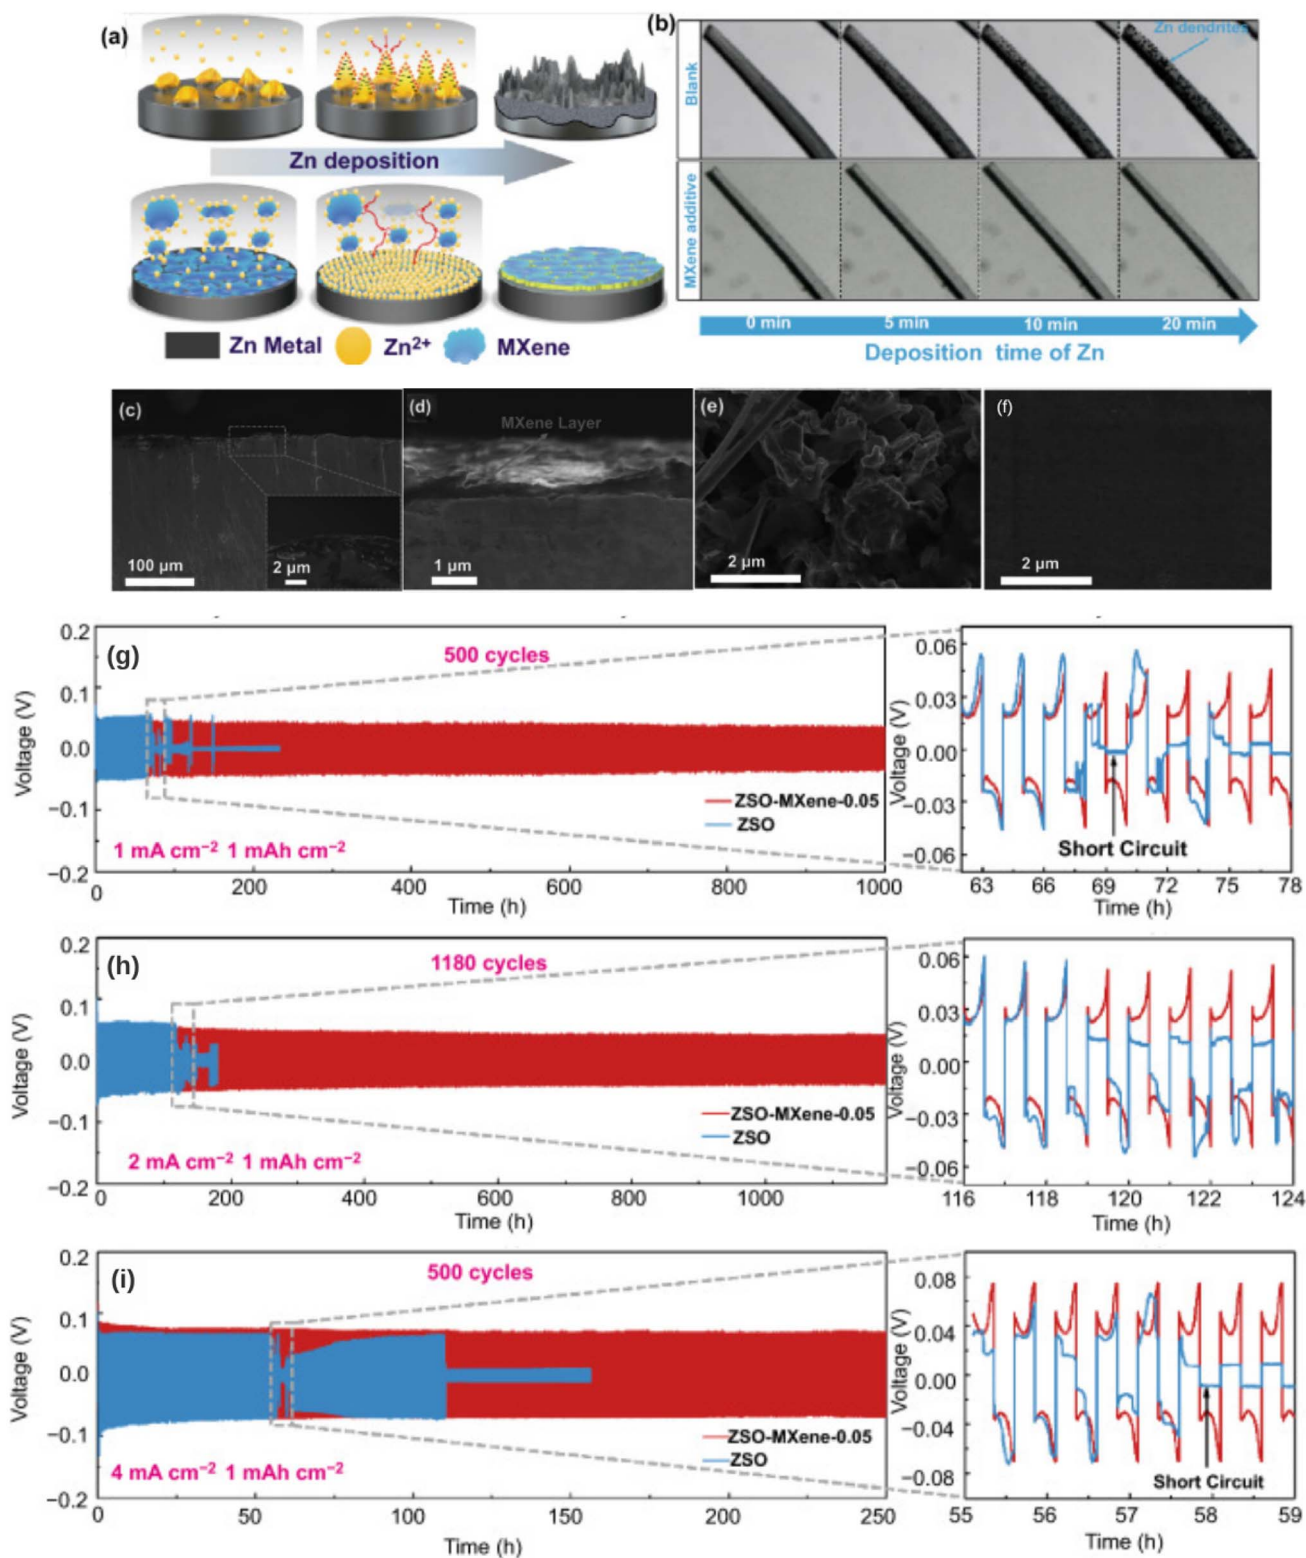 (a)
Zn deposition
Zn Metal
Zn²⁺
MXene
(b)
Blank
MXene additive
Zn dendrites
0 min
5 min
10 min
20 min
Deposition time of Zn
(c)
100 μm
2 μm
(d)
MXene Layer
1 μm
(e)
2 μm
(f)
2 μm
(g)
500 cycles
0.2
0.1
0.0
−0.1
−0.2
Voltage (V)
ZSO-MXene-0.05
ZSO
1 mA cm⁻² 1 mAh cm⁻²
0 200 400 600 800 1000
Time (h)
0.06
0.03
0.00
−0.03
−0.06
Voltage (V)
Short Circuit
63 66 69 72 75 78
Time (h)
(h)
1180 cycles
0.2
0.1
0.0
−0.1
−0.2
Voltage (V)
ZSO-MXene-0.05
ZSO
2 mA cm⁻² 1 mAh cm⁻²
0 200 400 600 800 1000
Time (h)
0.06
0.03
0.00
−0.03
−0.06
Voltage (V)
116 118 120 122 124
Time (h)
(i)
500 cycles
0.2
0.1
0.0
−0.1
−0.2
Voltage (V)
ZSO-MXene-0.05
ZSO
4 mA cm⁻² 1 mAh cm⁻²
0 50 100 150 200 250
Time (h)
0.08
0.04
0.00
−0.04
−0.08
Voltage (V)
Short Circuit
55 56 57 58 59
Time (h)